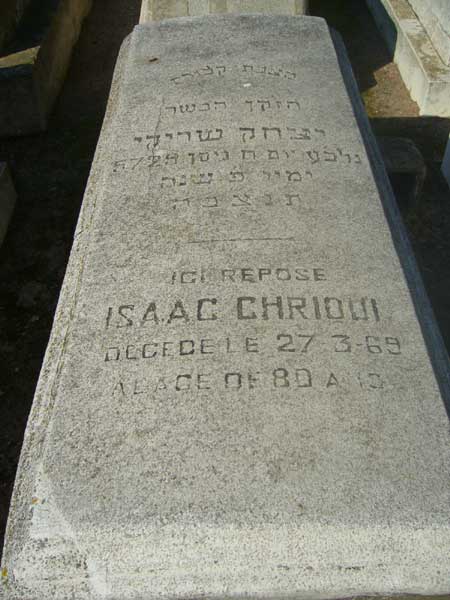 מצבת קבורת
הזקן הכשר
יצחק שריקי
נלבע יום ח ניסן 5729
ימיו פ שנה
ת נ צ ב ה
ICI REPOSE
ISAAC CHRIQUI
DECEDE LE 27 3-69
A L'AGE DE 80 ANS